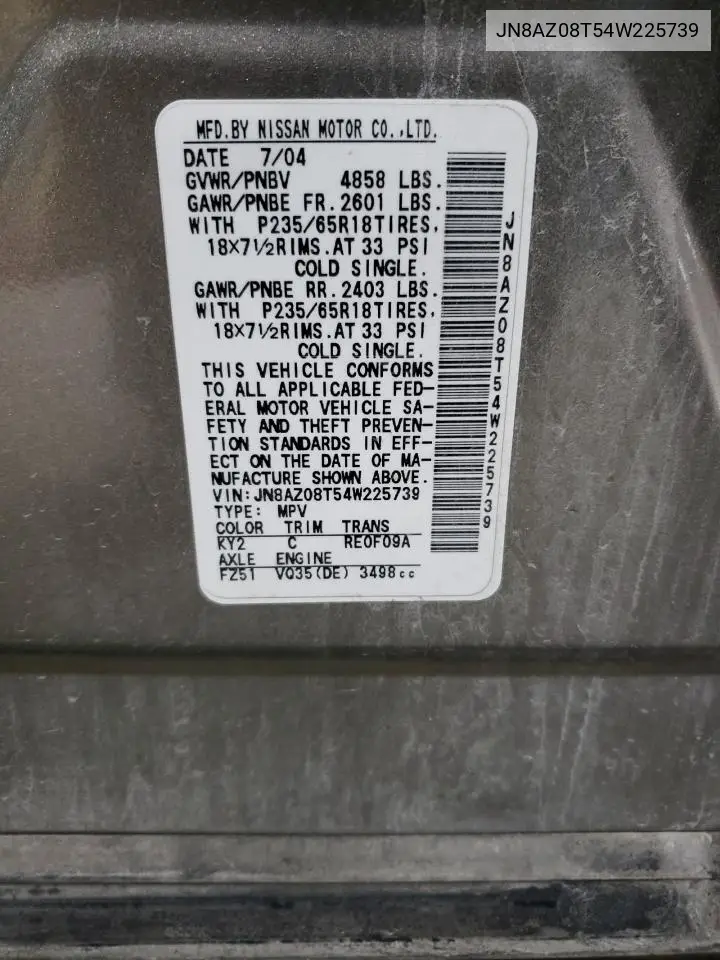 JN8AZ08T54W225739
MFD.BY NISSAN MOTOR CO.,LTD.
DATE 7/04
GVWR/PNBV 4858 LBS.
GAWR/PNBE FR.2601 LBS.
WITH P235/65R18TIRES,
18X7½RIMS.AT 33 PSI
COLD SINGLE.
GAWR/PNBE RR.2403 LBS.
WITH P235/65R18TIRES,
18X7½RIMS.AT 33 PSI
COLD SINGLE.
THIS VEHICLE CONFORMS
TO ALL APPLICABLE FED-
ERAL MOTOR VEHICLE SA-
FETY AND THEFT PREVEN-
TION STANDARDS IN EFF-
ECT ON THE DATE OF MA-
NUFACTURE SHOWN ABOVE.
VIN:JN8AZ08T54W225739
TYPE: MPV
COLOR TRIM TRANS
KY2 C RE0F09A
AXLE ENGINE
FZ51 VQ35(DE) 3498cc
JN8AZ08T54W225739